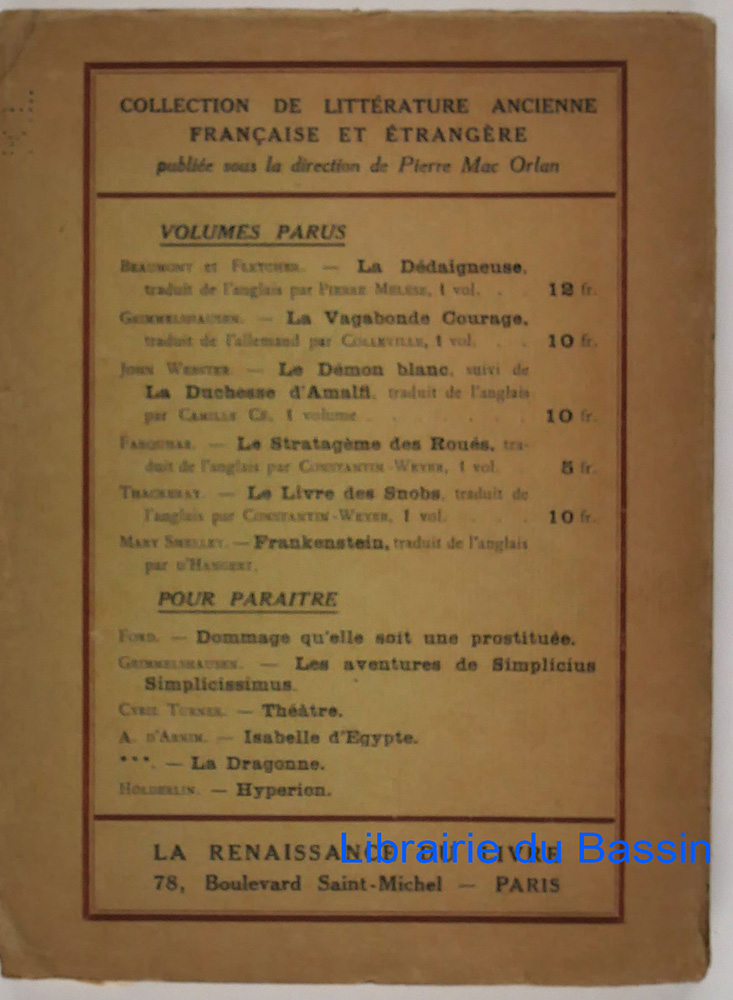 COLLECTION DE LITTÉRATURE ANCIENNE
FRANÇAISE ET ÉTRANGÈRE
publiée sous la direction de Pierre Mac Orlan
VOLUMES PARUS
BEAUMONT et FLETCHER. — La Dédaigneuse,
traduit de l'anglais par PIERRE MELÈSE, 1 vol. . . 12 fr.
GRIMMELSHAUSEN. — La Vagabonde Courage,
traduit de l'allemand par COLLEVILLE, 1 vol. . . 10 fr.
JOHN WEBSTER. — Le Démon blanc, suivi de
La Duchesse d'Amalfi, traduit de l'anglais
par CAMILLE CÉ, 1 volume . . . . . 10 fr.
FARQUHAR. — Le Stratagème des Roués, tra-
duit de l'anglais par CONSTANTIN-WEYER, 1 vol. 5 fr.
THACKERAY. — Le Livre des Snobs, traduit de
l'anglais par CONSTANTIN-WEYER, 1 vol. . . . 10 fr.
MARY SHELLEY. — Frankenstein, traduit de l'anglais
par D'HANGERT.
POUR PARAITRE
FORD. — Dommage qu'elle soit une prostituée.
GRIMMELSHAUSEN. — Les aventures de Simplicius
Simplicissimus.
CYRIL TURNER. — Théâtre.
A. D'ARNIM. — Isabelle d'Egypte.
***. — La Dragonne.
HOLDERLIN. — Hyperion.
LA RENAISSANCE DU LIVRE
78, Boulevard Saint-Michel — PARIS
Librairie du Bassin